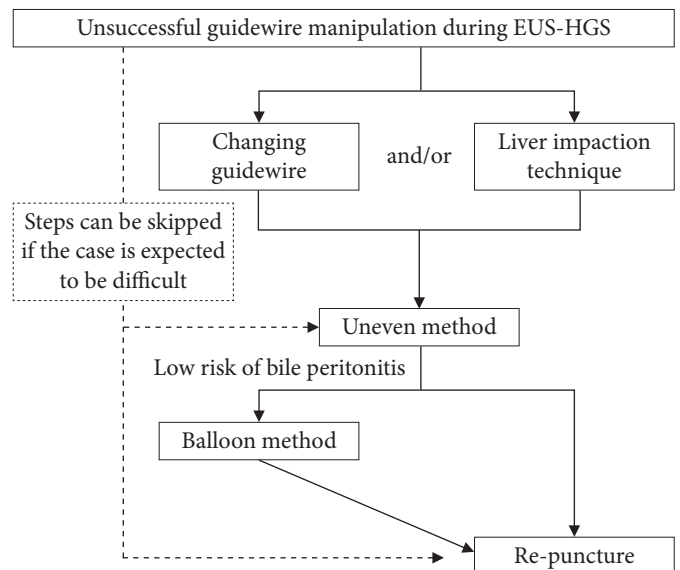 Unsuccessful guidewire manipulation during EUS-HGS
Changing
guidewire
and/or
Liver impaction
technique
Steps can be skipped
if the case is expected
to be difficult
Uneven method
Low risk of bile peritonitis
Balloon method
Re-puncture